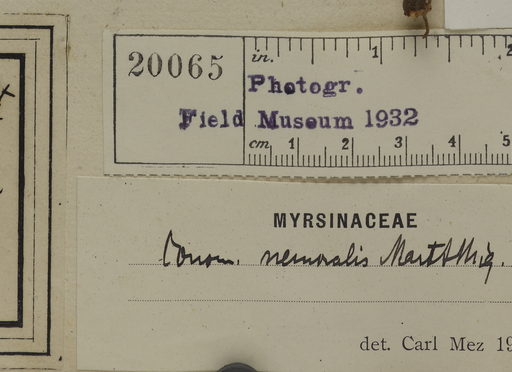 20065
in. 1 2
Photogr.
Field Museum 1932
cm 1 2 3 4 5
MYRSINACEAE
Conom. nemoralis Mart & Miq.
det. Carl Mez 19